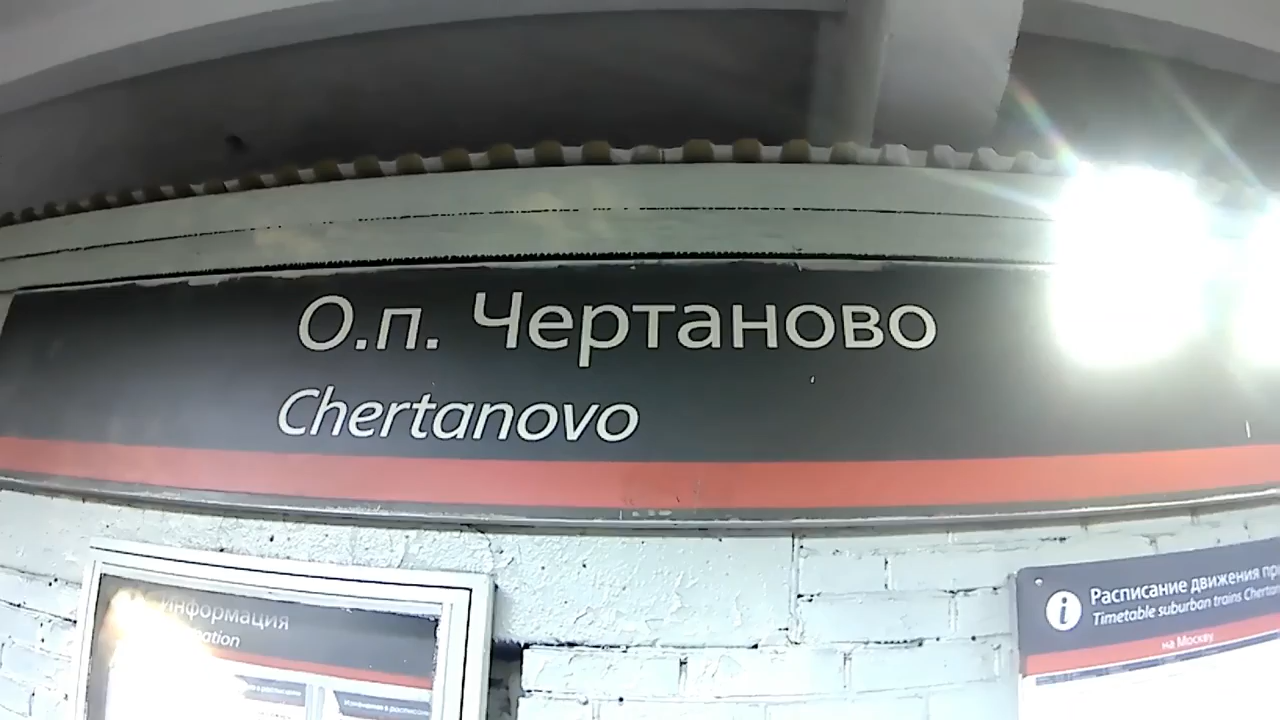 О.п. Чертаново
Chertanovo
Информация
Расписание движения
Timetable suburban trains
на Москву